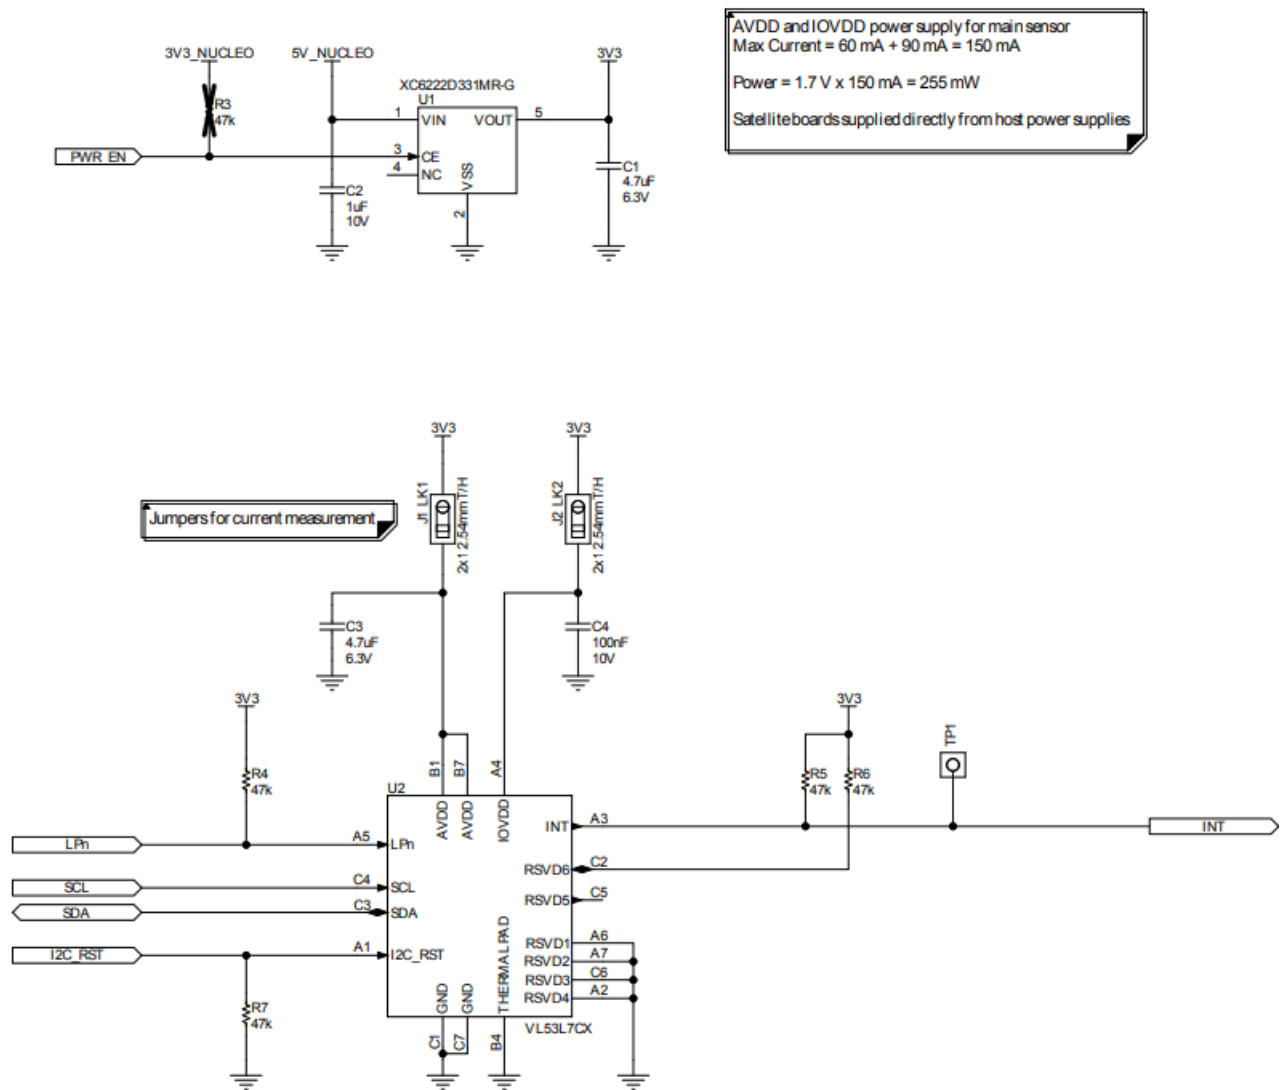 AVDD and IOVDD power supply for main sensor
Max Current = 60 mA + 90 mA = 150 mA
Power = 1.7 V x 150 mA = 255 mW
Satellite boards supplied directly from host power supplies
3V3_NUCLEO
5V_NUCLEO
3V3
XC6222D331MR-G
U1
R3
47k
1
VIN
VOUT
5
PWR_EN
3
CE
4
NC
VSS
2
C2
1uF
10V
C1
4.7uF
6.3V
3V3
3V3
Jumpers for current measurement
J1 LK1
2x1 2.54mm T/H
J2 LK2
2x1 2.54mm T/H
C3
4.7uF
6.3V
C4
100nF
10V
3V3
3V3
TP1
R4
47k
R5
47k
R6
47k
B1
B7
A4
U2
AVDD
AVDD
IOVDD
INT
A3
INT
LPn
A5
LPn
RSVD6
C2
SCL
C4
SCL
RSVD5
C5
SDA
C3
SDA
RSVD1
A6
I2C_RST
A1
I2C_RST
RSVD2
A7
RSVD3
C6
RSVD4
A2
GND
GND
THERMAL PAD
R7
47k
C1
C7
B4
VL53L7CX